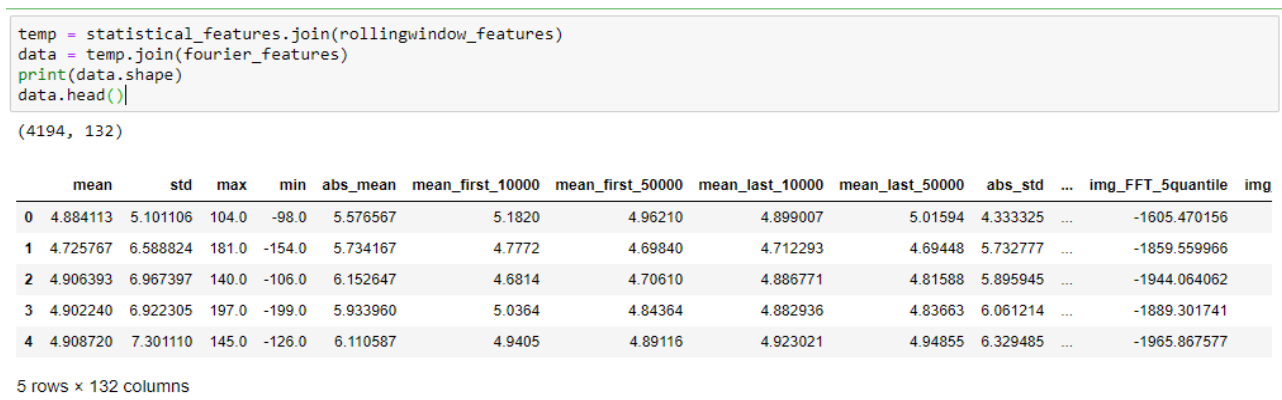 temp = statistical_features.join(rollingwindow_features)
data = temp.join(fourier_features)
print(data.shape)
data.head()
(4194, 132)
mean std max min abs_mean mean_first_10000 mean_first_50000 mean_last_10000 mean_last_50000 abs_std ... img_FFT_5quantile img
0 4.884113 5.101106 104.0 -98.0 5.576567 5.1820 4.96210 4.899007 5.01594 4.333325 ... -1605.470156
1 4.725767 6.588824 181.0 -154.0 5.734167 4.7772 4.69840 4.712293 4.69448 5.732777 ... -1859.559966
2 4.906393 6.967397 140.0 -106.0 6.152647 4.6814 4.70610 4.886771 4.81588 5.895945 ... -1944.064062
3 4.902240 6.922305 197.0 -199.0 5.933960 5.0364 4.84364 4.882936 4.83663 6.061214 ... -1889.301741
4 4.908720 7.301110 145.0 -126.0 6.110587 4.9405 4.89116 4.923021 4.94855 6.329485 ... -1965.867577
5 rows × 132 columns